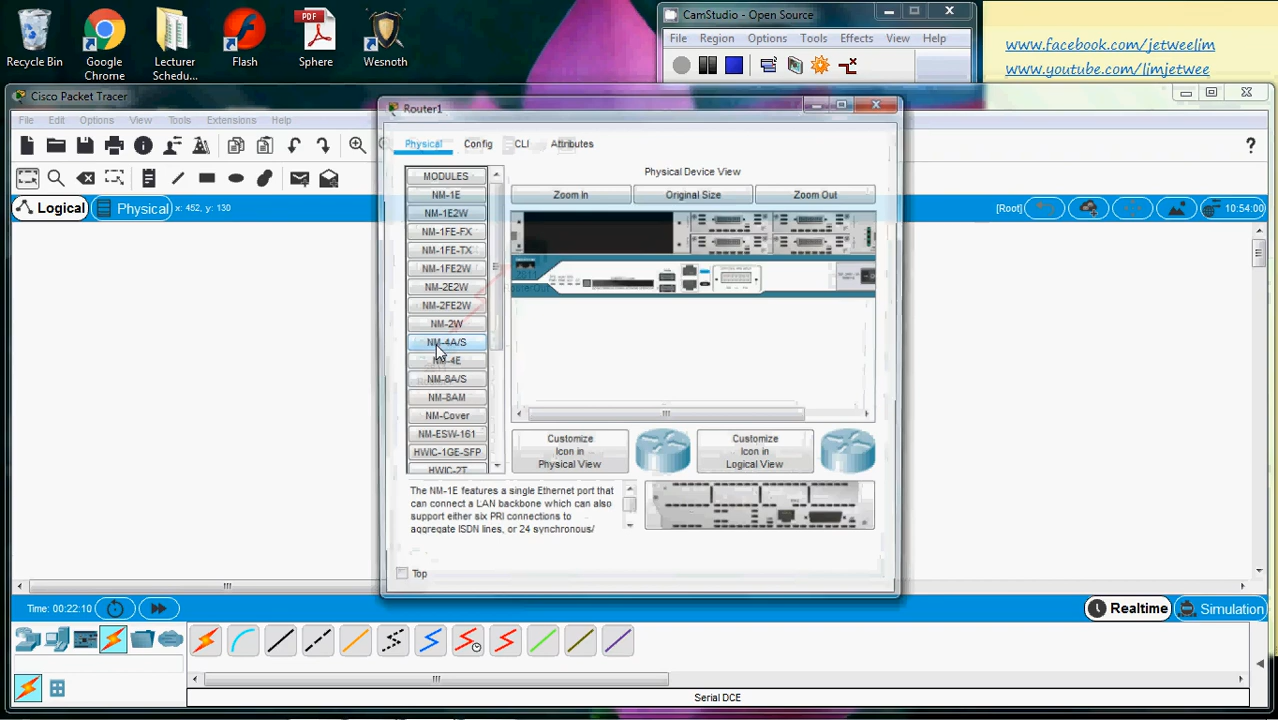 CamStudio - Open Source
File Region Options Tools Effects View Help
www.facebook.com/jetweelim
www.youtube.com/limjetwee
Recycle Bin
Google Chrome
Lecturer Schedu...
Flash
PDF
Sphere
Wesnoth
Cisco Packet Tracer
File Edit Options View Tools Extensions Help
Logical
Physical
x: 452, y: 130
[Root]
10:54:00
Router1
Physical Config CLI Attributes
MODULES
NM-1E
NM-1E2W
NM-1FE-FX
NM-1FE-TX
NM-1FE2W
NM-2E2W
NM-2FE2W
NM-2W
NM-4A/S
NM-4E
NM-8A/S
NM-8AM
NM-Cover
NM-ESW-161
HWIC-1GE-SFP
HWIC-2T
Physical Device View
Zoom In
Original Size
Zoom Out
Customize
Icon in
Physical View
Customize
Icon in
Logical View
The NM-1E features a single Ethernet port that
can connect a LAN backbone which can also
support either six PRI connections to
aggregate ISDN lines, or 24 synchronous/
Top
Time: 00:22:10
Realtime
Simulation
Serial DCE